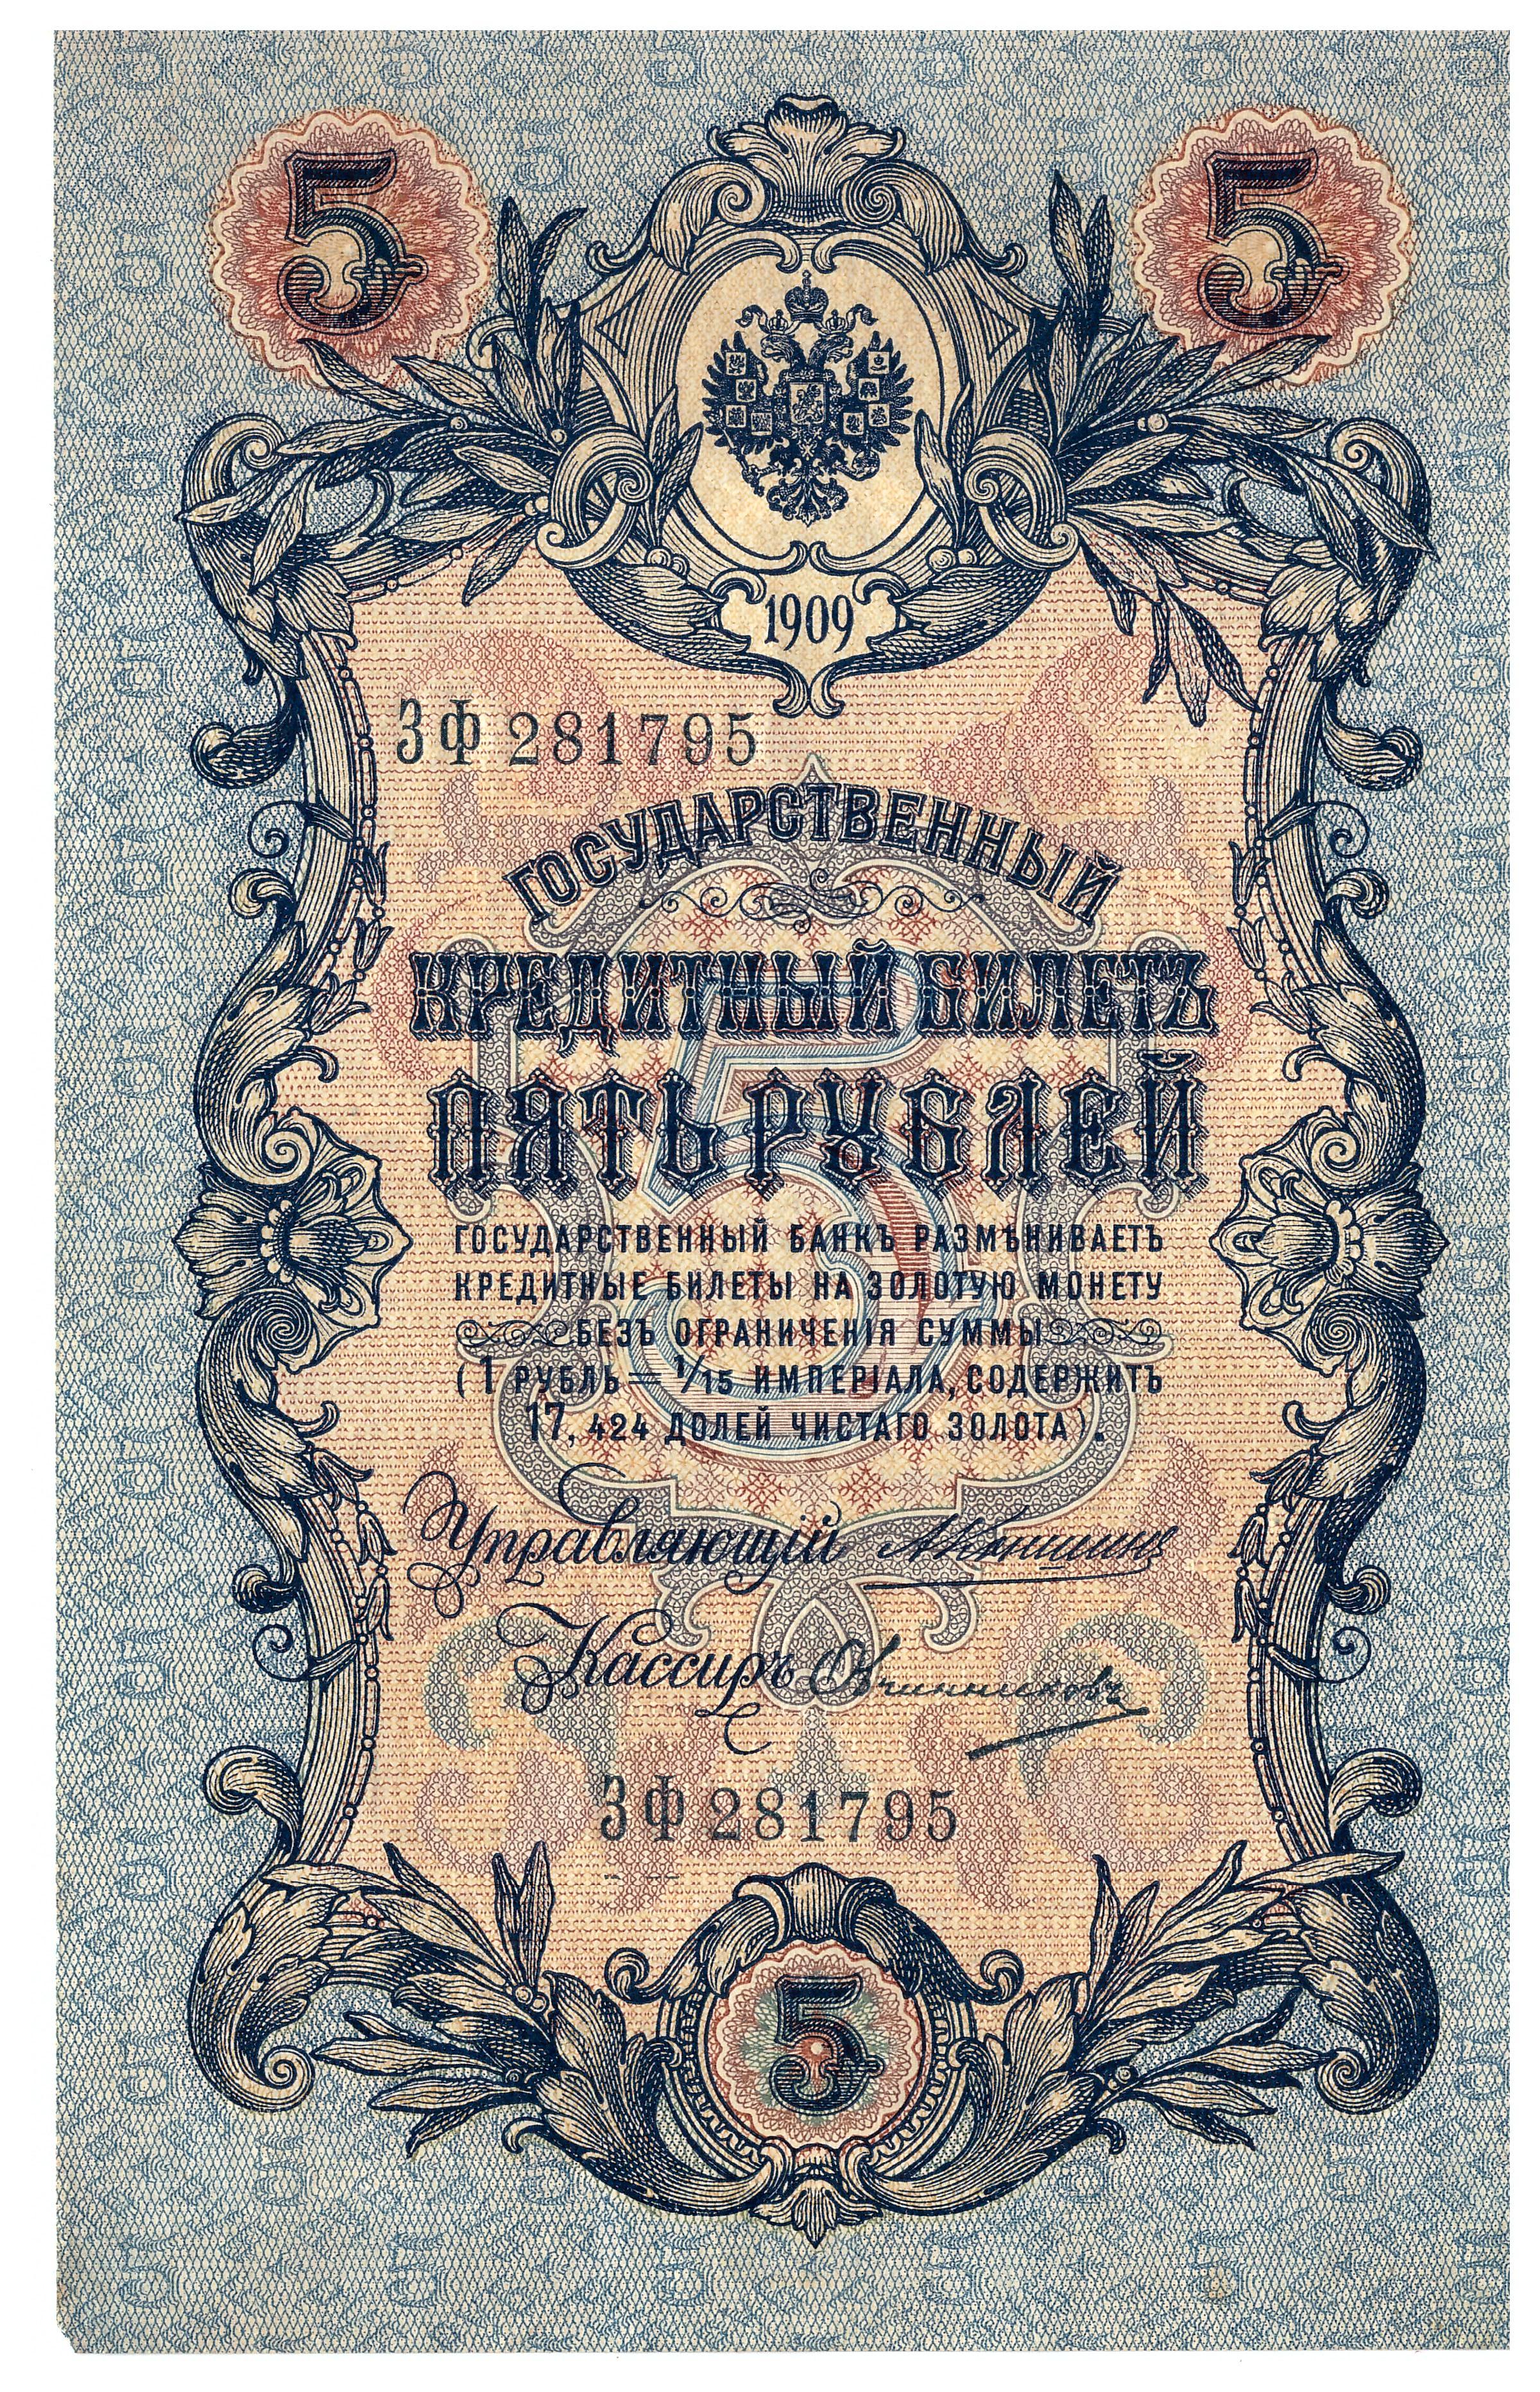 5 5
1909
ЗФ 281795
ГОСУДАРСТВЕННЫЙ
КРЕДИТНЫЙ БИЛЕТЪ
ПЯТЬ РУБЛЕЙ
5
ГОСУДАРСТВЕННЫЙ БАНКЪ РАЗМѢНИВАЕТЪ
КРЕДИТНЫЕ БИЛЕТЫ НА ЗОЛОТУЮ МОНЕТУ
БЕЗЪ ОГРАНИЧЕНІЯ СУММЫ
(1 РУБЛЬ = 1/15 ИМПЕРІАЛА, СОДЕРЖИТЪ
17,424 ДОЛЕЙ ЧИСТАГО ЗОЛОТА).
Управляющій
Кассиръ
ЗФ 281795
5